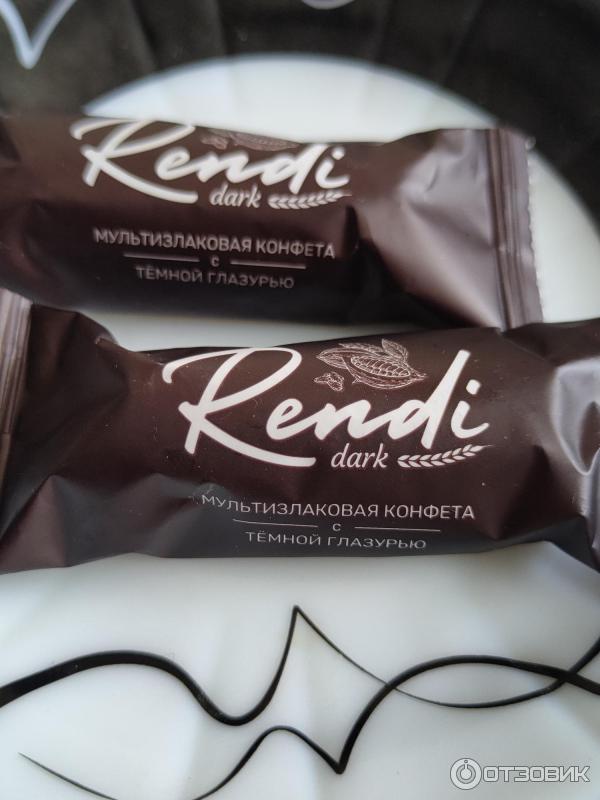 Rendi
dark
МУЛЬТИЗЛАКОВАЯ КОНФЕТА
с
ТЁМНОЙ ГЛАЗУРЬЮ
Rendi
dark
МУЛЬТИЗЛАКОВАЯ КОНФЕТА
с
ТЁМНОЙ ГЛАЗУРЬЮ
ОТЗОВИК